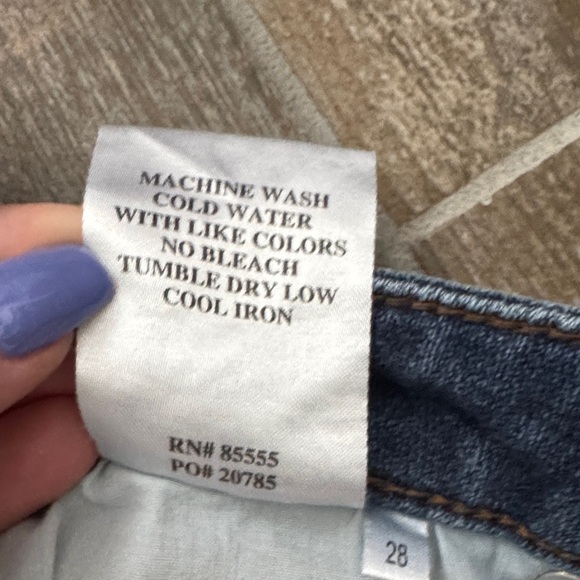 MACHINE WASH
COLD WATER
WITH LIKE COLORS
NO BLEACH
TUMBLE DRY LOW
COOL IRON
RN# 85555
PO# 20785
28